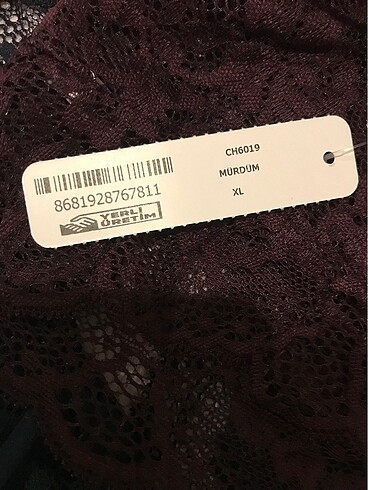 CH6019
MÜRDÜM
XL
8681928767811
YERLİ
ÜRETİM